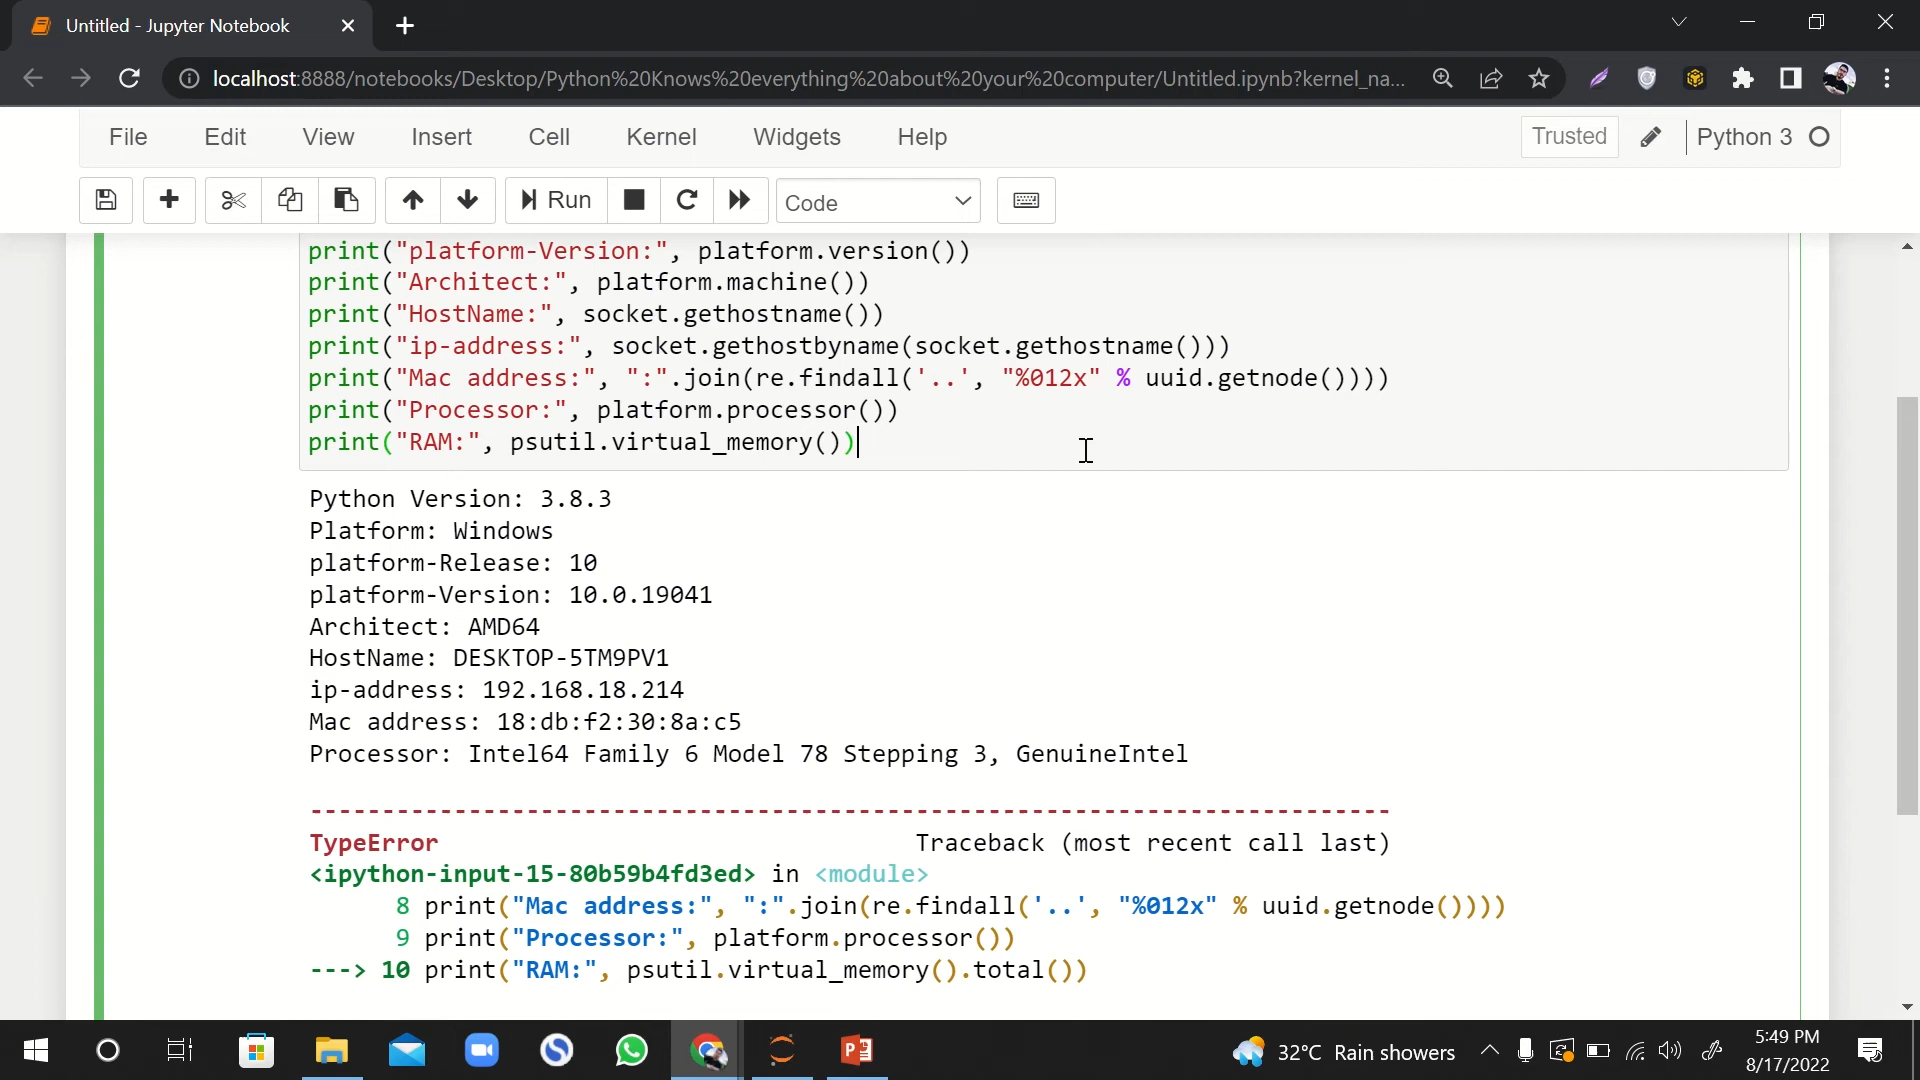 Untitled - Jupyter Notebook
localhost:8888/notebooks/Desktop/Python%20Knows%20everything%20about%20your%20computer/Untitled.ipynb?kernel_na...
File Edit View Insert Cell Kernel Widgets Help Trusted Python 3
Run Code
print("platform-Version:", platform.version())
print("Architect:", platform.machine())
print("HostName:", socket.gethostname())
print("ip-address:", socket.gethostbyname(socket.gethostname()))
print("Mac address:", ":".join(re.findall('..', "%012x" % uuid.getnode())))
print("Processor:", platform.processor())
print("RAM:", psutil.virtual_memory())
Python Version: 3.8.3
Platform: Windows
platform-Release: 10
platform-Version: 10.0.19041
Architect: AMD64
HostName: DESKTOP-5TM9PV1
ip-address: 192.168.18.214
Mac address: 18:db:f2:30:8a:c5
Processor: Intel64 Family 6 Model 78 Stepping 3, GenuineIntel
---------------------------------------------------------------------------
TypeError Traceback (most recent call last)
<ipython-input-15-80b59b4fd3ed> in <module>
8 print("Mac address:", ":".join(re.findall('..', "%012x" % uuid.getnode())))
9 print("Processor:", platform.processor())
---> 10 print("RAM:", psutil.virtual_memory().total())
32°C Rain showers
5:49 PM
8/17/2022